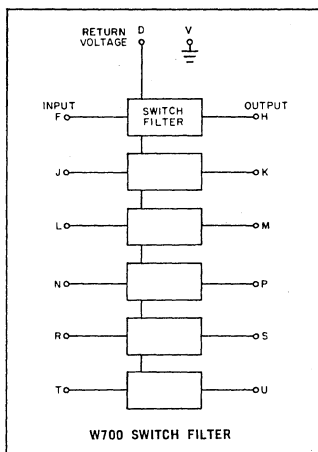 RETURN D V
VOLTAGE
INPUT OUTPUT
F SWITCH FILTER H
J K
L M
N P
R S
T U
W700 SWITCH FILTER